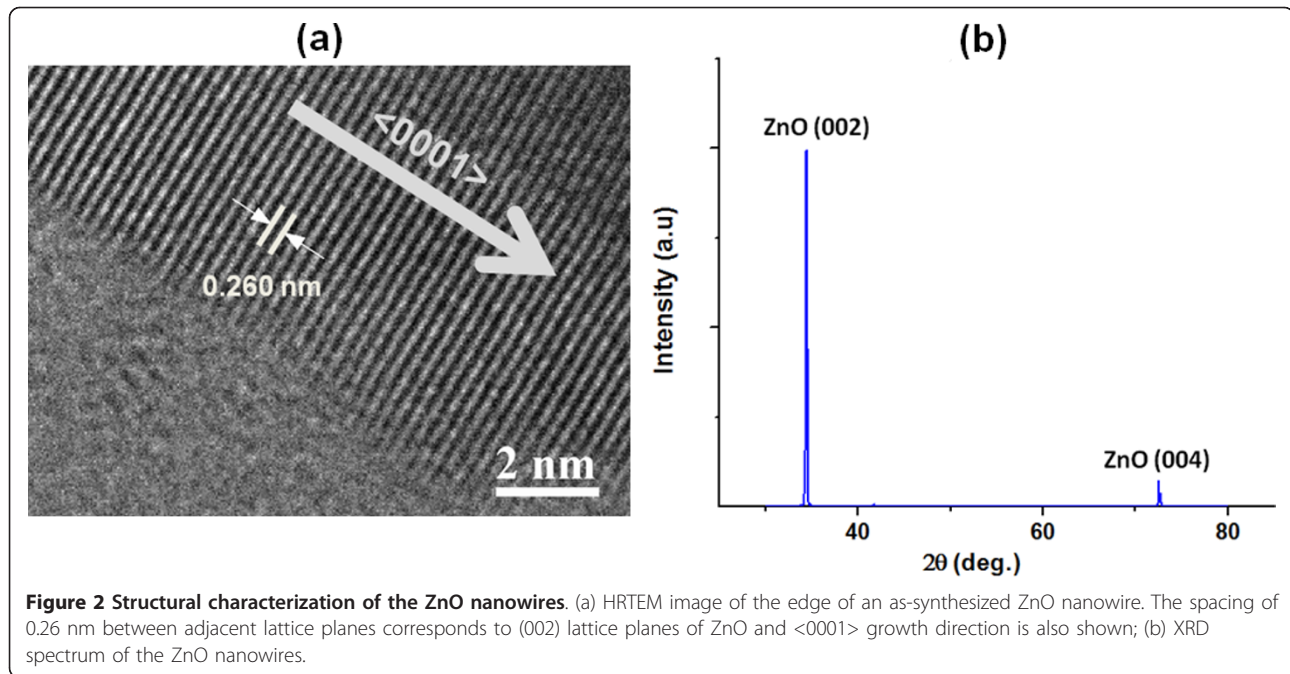 (a)
<0001>
0.260 nm
2 nm
(b)
ZnO (002)
ZnO (004)
Intensity (a.u)
40
60
80
2θ (deg.)
Figure 2 Structural characterization of the ZnO nanowires. (a) HRTEM image of the edge of an as-synthesized ZnO nanowire. The spacing of
0.26 nm between adjacent lattice planes corresponds to (002) lattice planes of ZnO and <0001> growth direction is also shown; (b) XRD
spectrum of the ZnO nanowires.